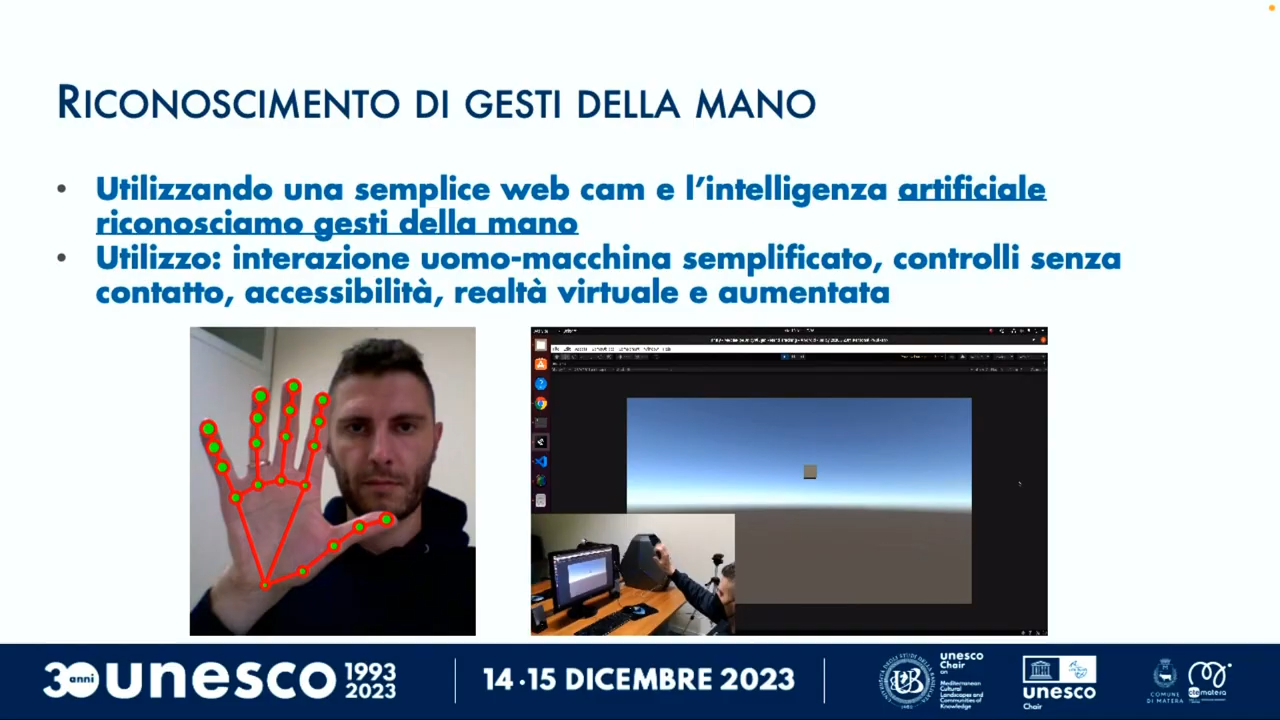 RICONOSCIMENTO DI GESTI DELLA MANO
• Utilizzando una semplice web cam e l'intelligenza artificiale
riconosciamo gesti della mano
• Utilizzo: interazione uomo-macchina semplificato, controlli senza
contatto, accessibilità, realtà virtuale e aumentata
30 anni unesco 1993
2023
14·15 DICEMBRE 2023
unesco
Chair
on
Mediterranean
Cultural
Landscapes and
Communities of
Knowledge
unesco
Chair
COMUNE
DI MATERA